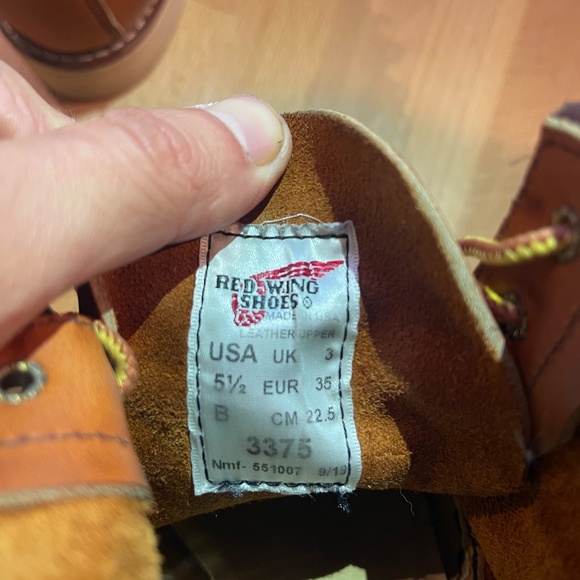 RED WING
SHOES ®
MADE IN USA
LEATHER UPPER
USA UK 3
5½ EUR 35
B CM 22.5
3375
Nmf- 551007 9/19